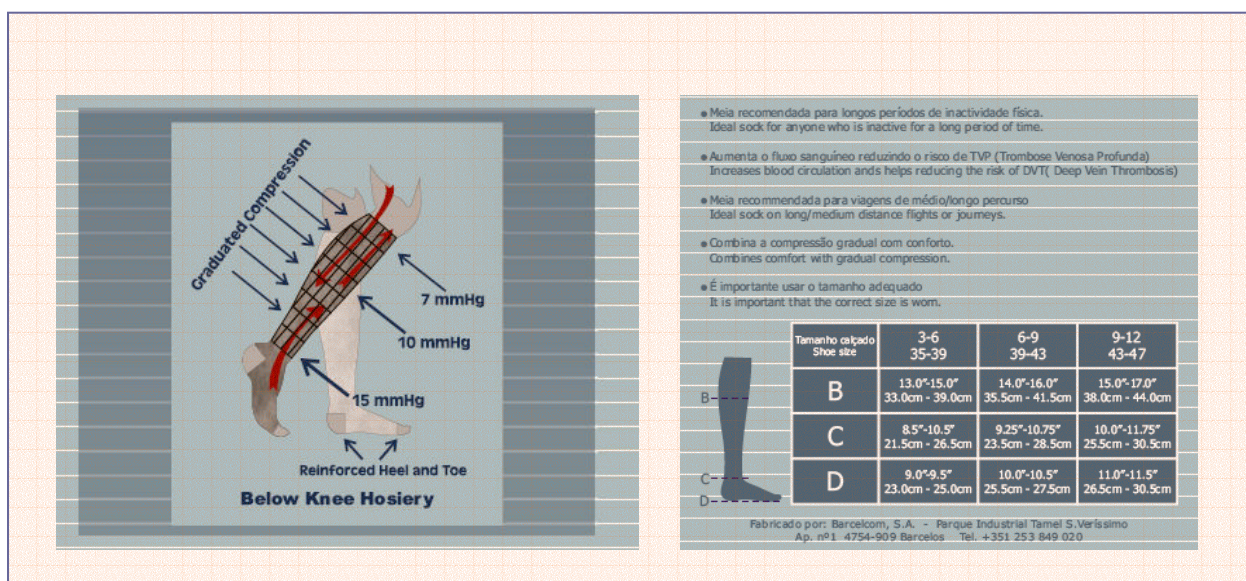 Graduated Compression
7 mmHg
10 mmHg
15 mmHg
Reinforced Heel and Toe
Below Knee Hosiery
● Meia recomendada para longos períodos de inactividade física.
Ideal sock for anyone who is inactive for a long period of time.
● Aumenta o fluxo sanguíneo reduzindo o risco de TVP (Trombose Venosa Profunda)
Increases blood circulation ands helps reducing the risk of DVT( Deep Vein Thrombosis)
● Meia recommendada para viagens de médio/longo percurso
Ideal sock on long/medium distance flights or journeys.
● Combina a compressão gradual com conforto.
Combines comfort with gradual compression.
● É importante usar o tamanho adequado
It is important that the correct size is worn.
Tamanho calçado 3-6 6-9 9-12
Shoe size 35-39 39-43 43-47
B 13.0”-15.0” 14.0”-16.0” 15.0”-17.0”
33.0cm - 39.0cm 35.5cm - 41.5cm 38.0cm - 44.0cm
C 8.5”-10.5” 9.25”-10.75” 10.0”-11.75”
21.5cm - 26.5cm 23.5cm - 28.5cm 25.5cm - 30.5cm
D 9.0”-9.5” 10.0”-10.5” 11.0”-11.5”
23.0cm - 25.0cm 25.5cm - 27.5cm 26.5cm - 30.5cm
B
C
D
Fabricado por: Barcelcom, S.A. - Parque Industrial Tamel S.Veríssimo
Ap. nº1 4754-909 Barcelos Tel. +351 253 849 020